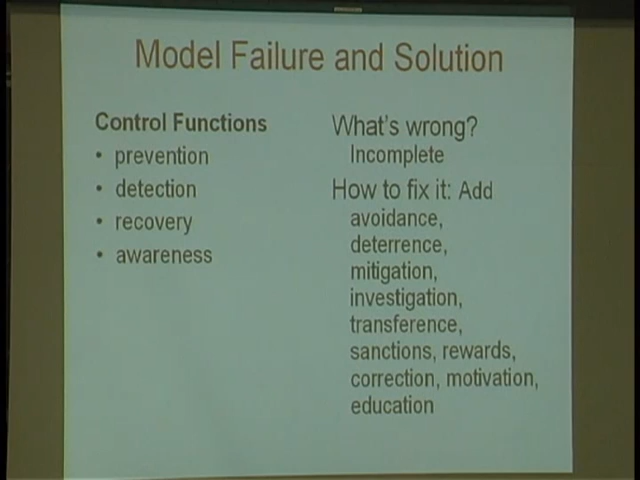 Model Failure and Solution
Control Functions
• prevention
• detection
• recovery
• awareness
What's wrong?
Incomplete
How to fix it: Add
avoidance,
deterrence,
mitigation,
investigation,
transference,
sanctions, rewards,
correction, motivation,
education